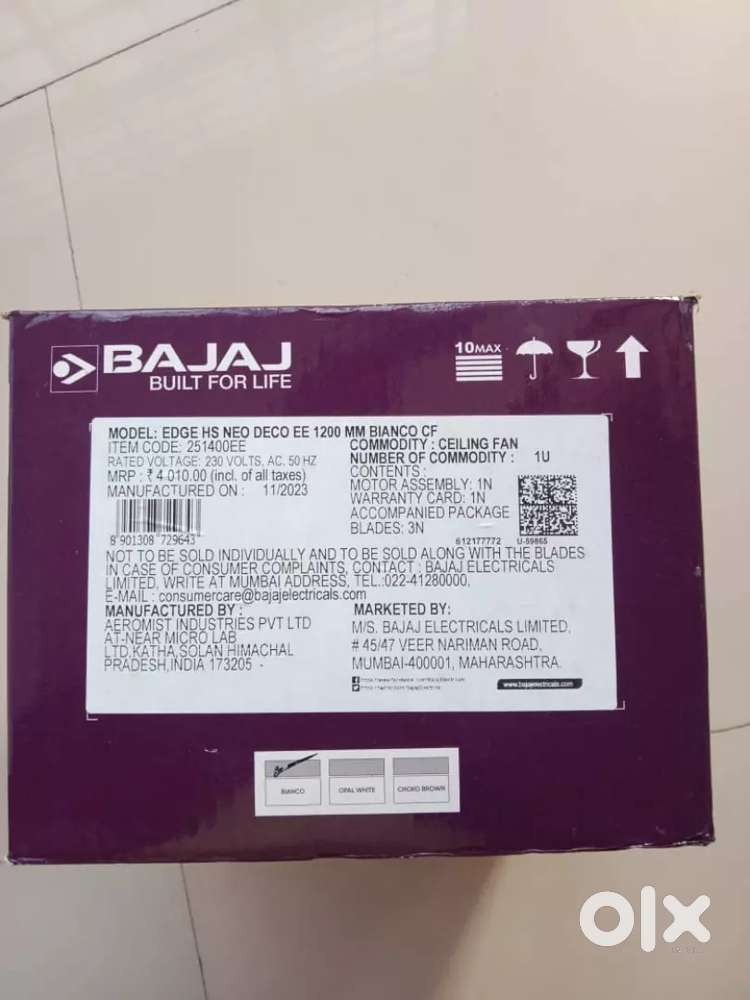 BAJAJ
BUILT FOR LIFE
10MAX
MODEL: EDGE HS NEO DECO EE 1200 MM BIANCO CF
ITEM CODE: 251400EE
RATED VOLTAGE: 230 VOLTS, AC. 50 HZ
MRP : ₹ 4,010.00 (incl. of all taxes)
MANUFACTURED ON : 11/2023
8 901308 729643
COMMODITY : CEILING FAN
NUMBER OF COMMODITY : 1U
CONTENTS :
MOTOR ASSEMBLY: 1N
WARRANTY CARD: 1N
ACCOMPANIED PACKAGE
BLADES: 3N
612177772 U-59865
NOT TO BE SOLD INDIVIDUALLY AND TO BE SOLD ALONG WITH THE BLADES
IN CASE OF CONSUMER COMPLAINTS, CONTACT : BAJAJ ELECTRICALS
LIMITED, WRITE AT MUMBAI ADDRESS, TEL.:022-41280000,
E-MAIL : consumercare@bajajelectricals.com
MANUFACTURED BY :
AEROMIST INDUSTRIES PVT LTD
AT-NEAR MICRO LAB
LTD.KATHA,SOLAN HIMACHAL
PRADESH,INDIA 173205 -
MARKETED BY:
M/S. BAJAJ ELECTRICALS LIMITED,
# 45/47 VEER NARIMAN ROAD,
MUMBAI-400001, MAHARASHTRA.
www.bajajelectricals.com
BIANCO
OPAL WHITE
CHOKO BROWN
olx